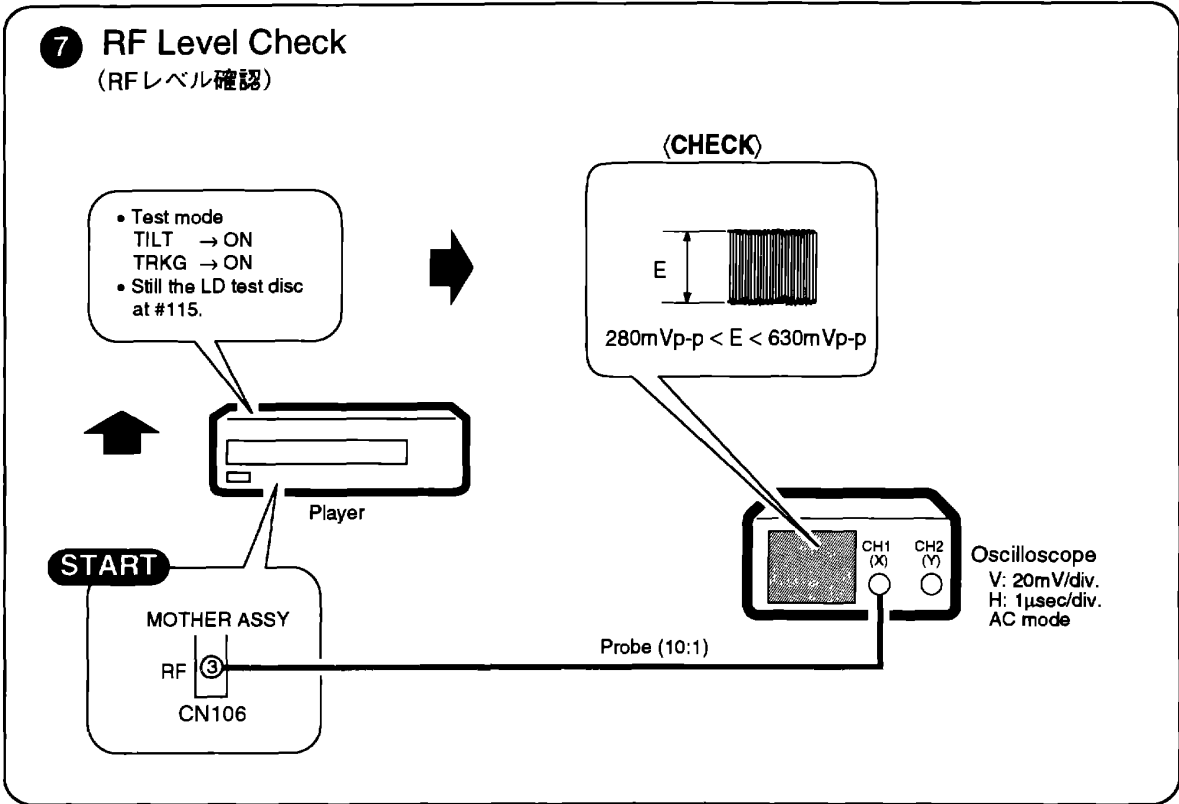 7 RF Level Check
(RFレベル確認)
• Test mode
TILT → ON
TRKG → ON
• Still the LD test disc
at #115.
⟨CHECK⟩
E
280mVp-p < E < 630mVp-p
Player
START
MOTHER ASSY
RF ③
CN106
Probe (10:1)
CH1
(X)
CH2
(Y)
Oscilloscope
V: 20mV/div.
H: 1µsec/div.
AC mode